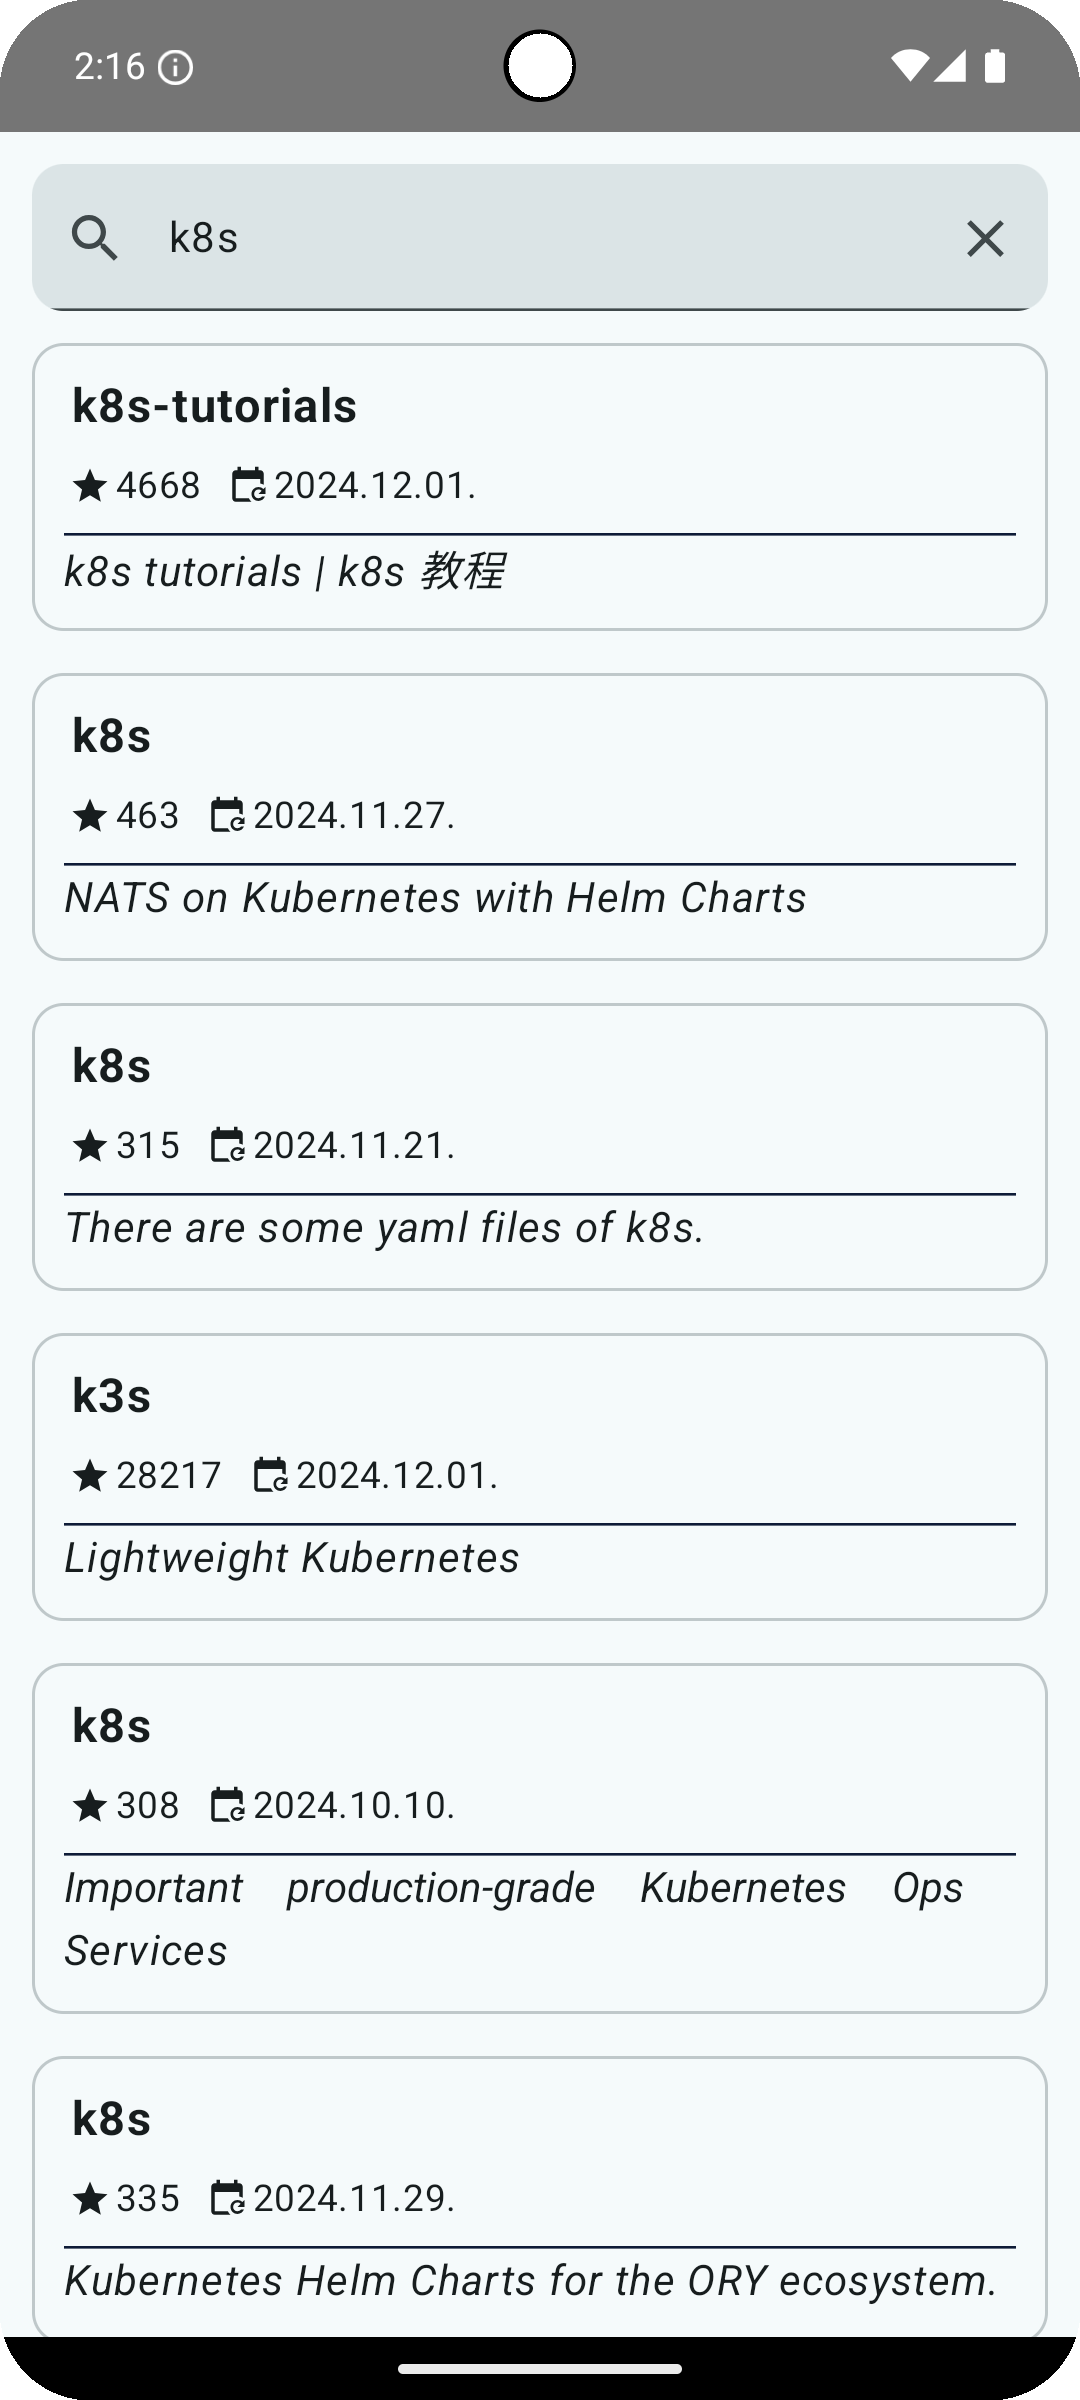 2:16
k8s
k8s-tutorials
4668 2024.12.01.
k8s tutorials | k8s 教程
k8s
463 2024.11.27.
NATS on Kubernetes with Helm Charts
k8s
315 2024.11.21.
There are some yaml files of k8s.
k3s
28217 2024.12.01.
Lightweight Kubernetes
k8s
308 2024.10.10.
Important production-grade Kubernetes Ops
Services
k8s
335 2024.11.29.
Kubernetes Helm Charts for the ORY ecosystem.